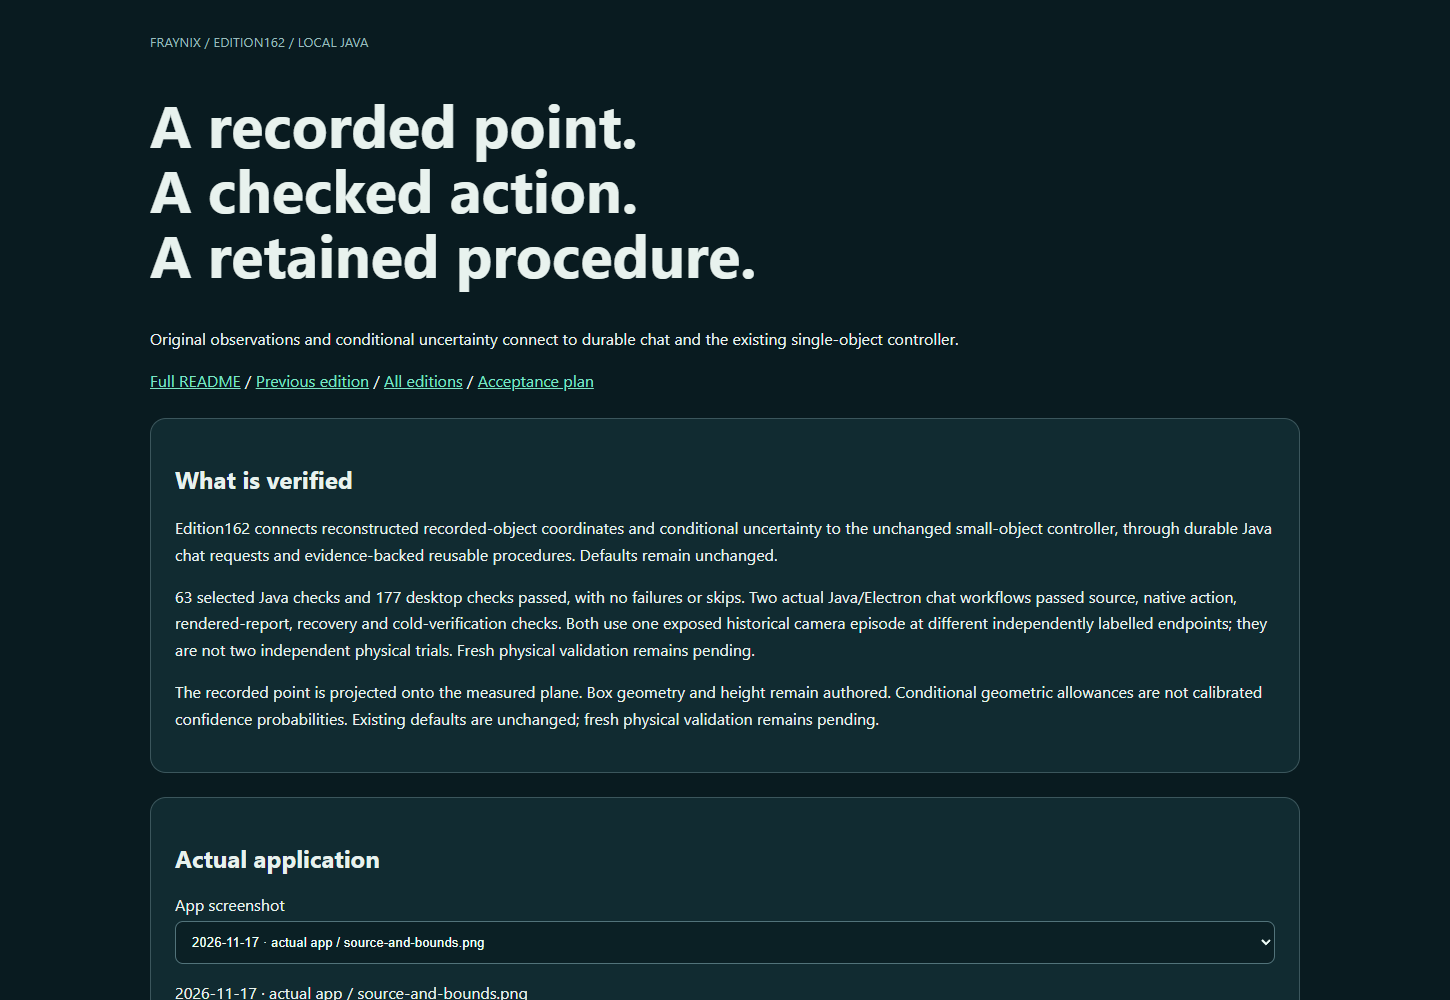 FRAYNIX / EDITION162 / LOCAL JAVA
A recorded point.
A checked action.
A retained procedure.
Original observations and conditional uncertainty connect to durable chat and the existing single-object controller.
Full README / Previous edition / All editions / Acceptance plan
What is verified
Edition162 connects reconstructed recorded-object coordinates and conditional uncertainty to the unchanged small-object controller, through durable Java
chat requests and evidence-backed reusable procedures. Defaults remain unchanged.
63 selected Java checks and 177 desktop checks passed, with no failures or skips. Two actual Java/Electron chat workflows passed source, native action,
rendered-report, recovery and cold-verification checks. Both use one exposed historical camera episode at different independently labelled endpoints; they
are not two independent physical trials. Fresh physical validation remains pending.
The recorded point is projected onto the measured plane. Box geometry and height remain authored. Conditional geometric allowances are not calibrated
confidence probabilities. Existing defaults are unchanged; fresh physical validation remains pending.
Actual application
App screenshot
2026-11-17 · actual app / source-and-bounds.png
2026-11-17 · actual app / source-and-bounds.png